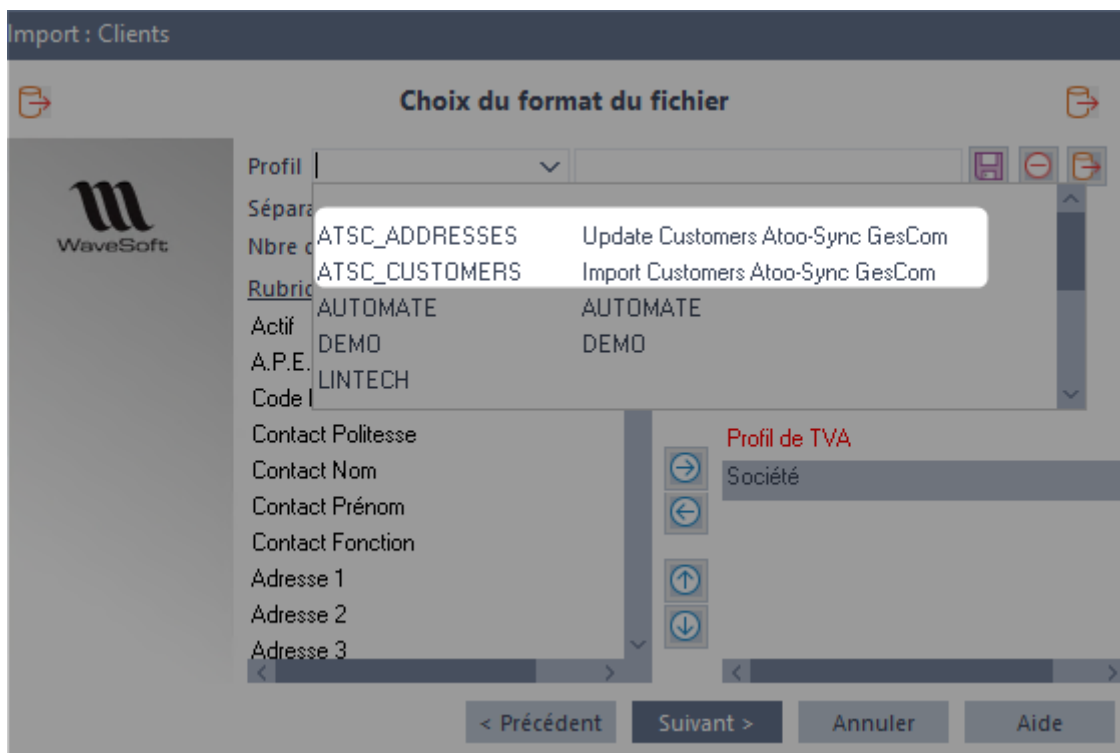 Import : Clients
Choix du format du fichier
WaveSoft
Profil
Sépara
Nbre d
Rubric
ATSC_ADDRESSES Update Customers Atoo-Sync GesCom
ATSC_CUSTOMERS Import Customers Atoo-Sync GesCom
AUTOMATE AUTOMATE
DEMO DEMO
LINTECH
Actif
A.P.E.
Code
Contact Politesse
Contact Nom
Contact Prénom
Contact Fonction
Adresse 1
Adresse 2
Adresse 3
Profil de TVA
Société
< Précédent Suivant > Annuler Aide